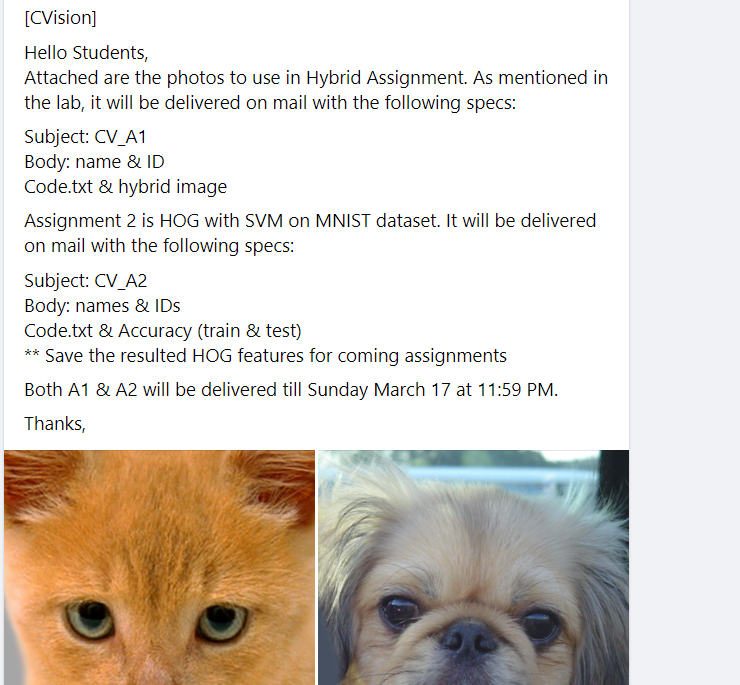 [CVision]
Hello Students,
Attached are the photos to use in Hybrid Assignment. As mentioned in
the lab, it will be delivered on mail with the following specs:
Subject: CV_A1
Body: name & ID
Code.txt & hybrid image
Assignment 2 is HOG with SVM on MNIST dataset. It will be delivered
on mail with the following specs:
Subject: CV_A2
Body: names & IDs
Code.txt & Accuracy (train & test)
** Save the resulted HOG features for coming assignments
Both A1 & A2 will be delivered till Sunday March 17 at 11:59 PM.
Thanks,